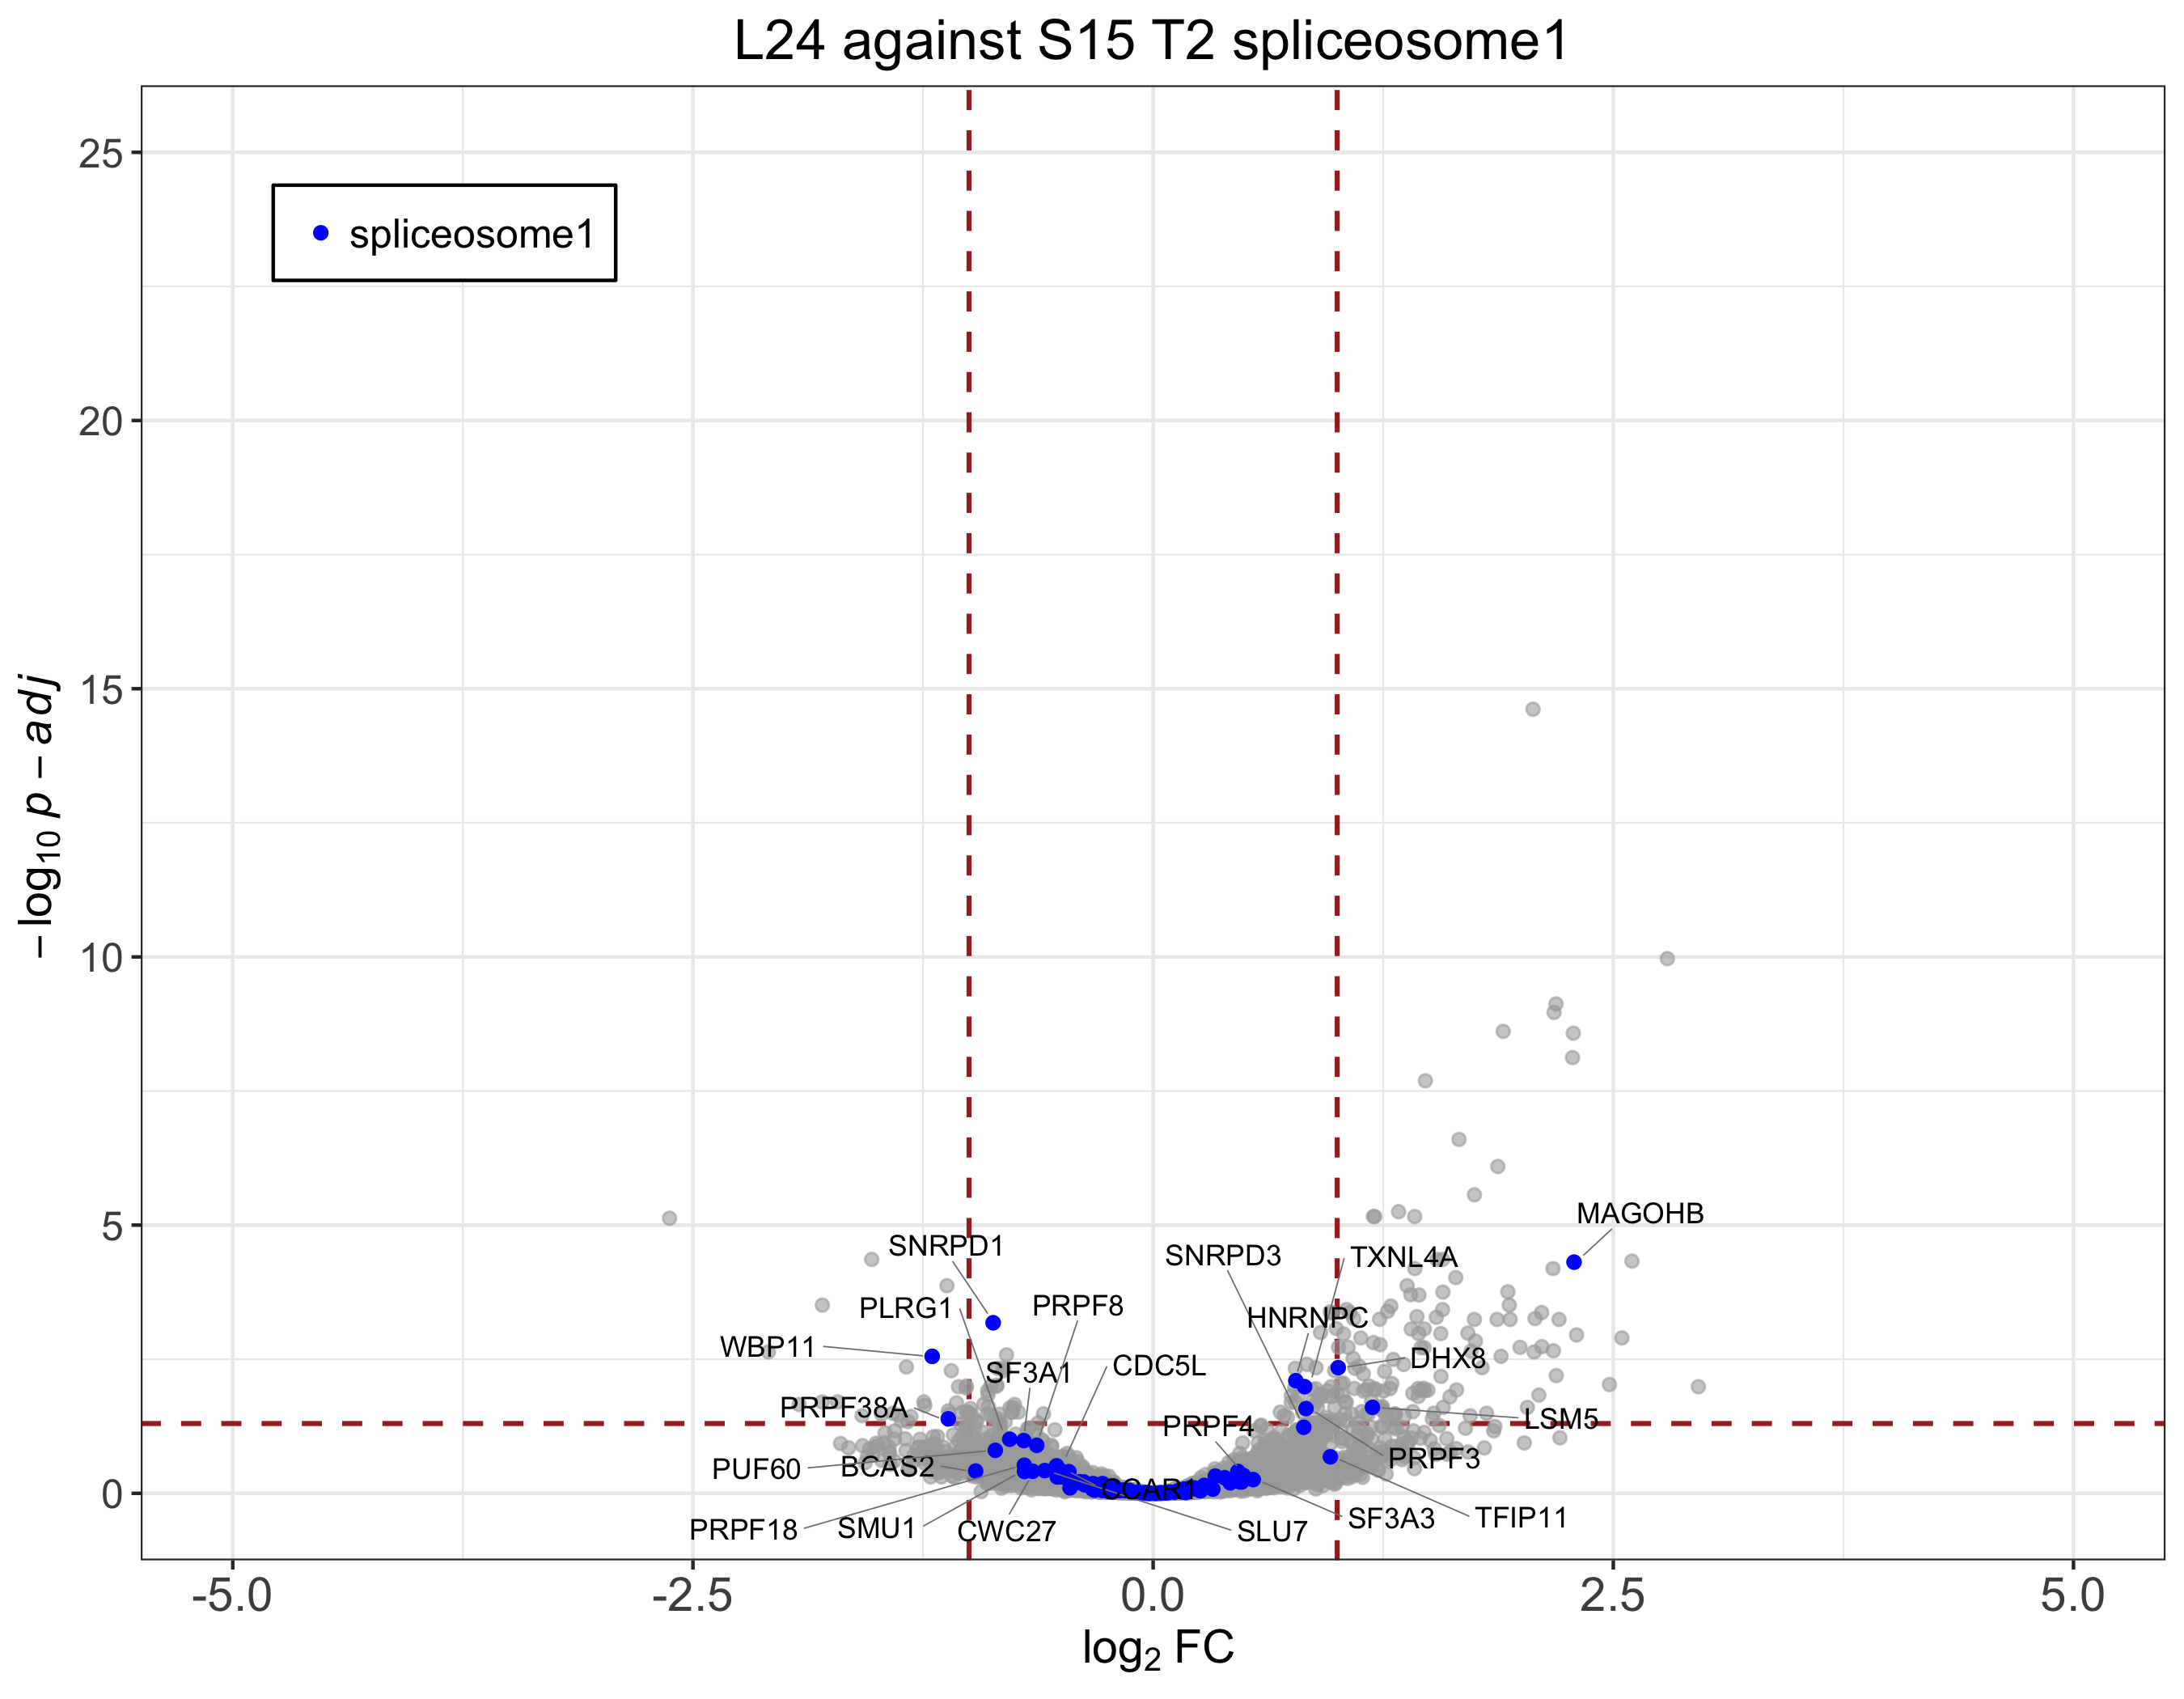 L24 against S15 T2 spliceosome1
25
20
15
10
5
0
−log10 p − adj
spliceosome1
MAGOHB
SNRPD1
SNRPD3
TXNL4A
PLRG1
PRPF8
HNRNPC
WBP11
SF3A1
CDC5L
DHX8
PRPF38A
PRPF4
LSM5
PUF60
BCAS2
PRPF3
CCAR1
PRPF18
SMU1
CWC27
SLU7
SF3A3
TFIP11
-5.0
-2.5
0.0
2.5
5.0
log2 FC